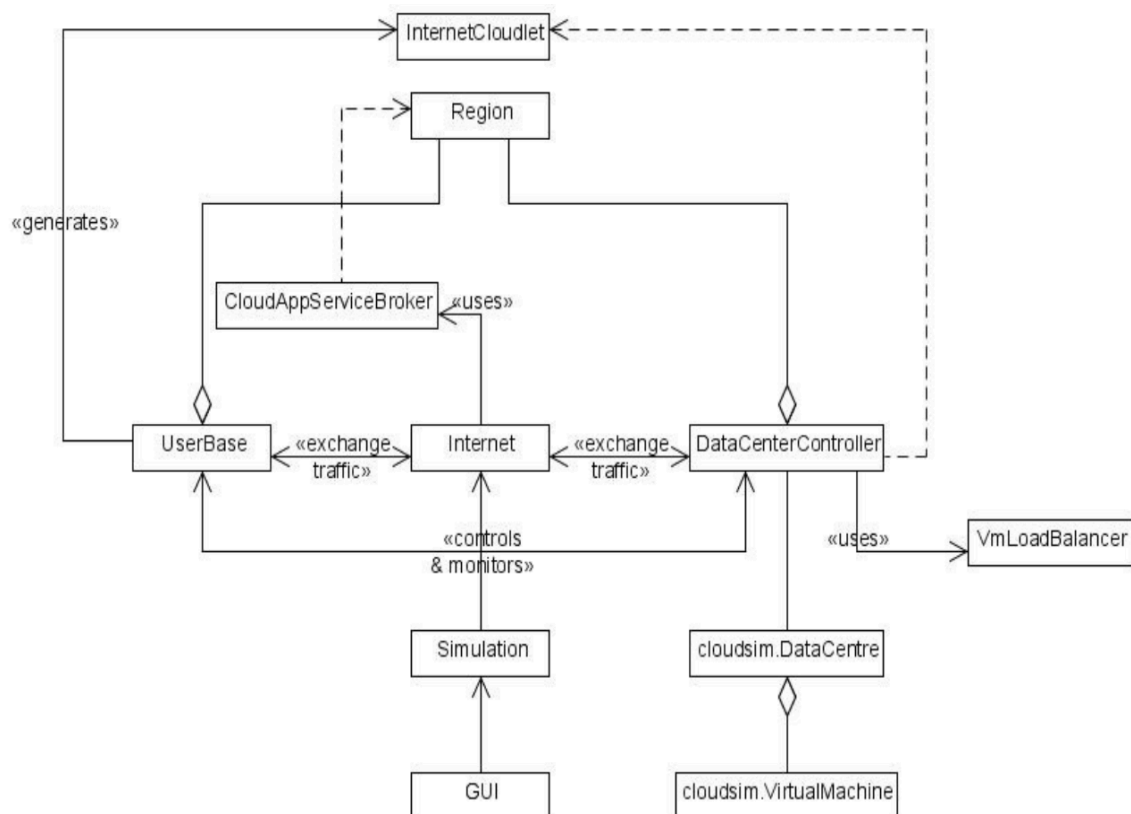 InternetCloudlet
Region
«generates»
CloudAppServiceBroker
«uses»
UserBase
«exchange
traffic»
Internet
«exchange
traffic»
DataCenterController
«controls
& monitors»
«uses»
VmLoadBalancer
Simulation
cloudsim.DataCentre
GUI
cloudsim.VirtualMachine